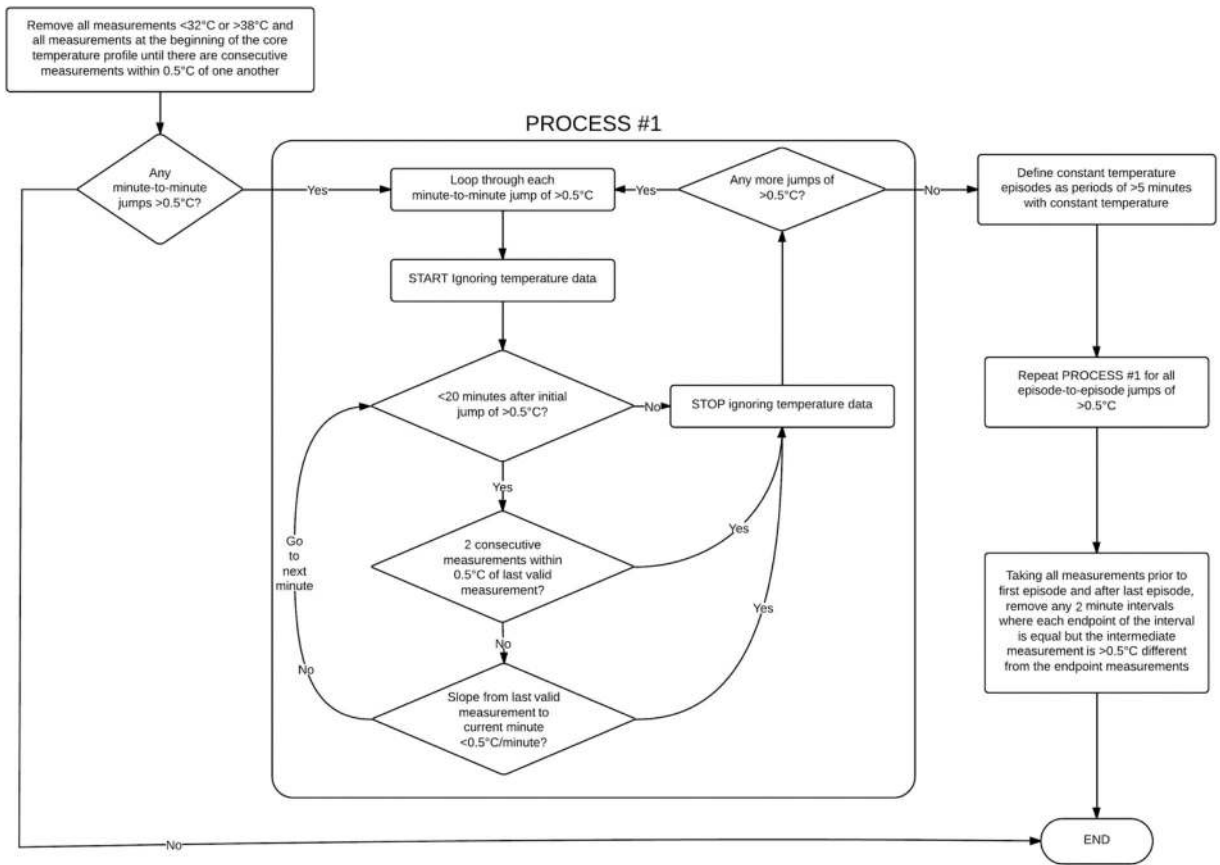 Remove all measurements <32°C or >38°C and
all measurements at the beginning of the core
temperature profile until there are consecutive
measurements within 0.5°C of one another
PROCESS #1
Any
minute-to-minute
jumps >0.5°C?
Yes
Loop through each
minute-to-minute jump of >0.5°C
Yes
Any more jumps of
>0.5°C?
No
Define constant temperature
episodes as periods of >5 minutes
with constant temperature
START Ignoring temperature data
<20 minutes after initial
jump of >0.5°C?
No
STOP ignoring temperature data
Repeat PROCESS #1 for all
episode-to-episode jumps of
>0.5°C
Yes
2 consecutive
measurements within
0.5°C of last valid
measurement?
Yes
Go
to
next
minute
No
Slope from last valid
measurement to
current minute
<0.5°C/minute?
Yes
No
Taking all measurements prior to
first episode and after last episode,
remove any 2 minute intervals
where each endpoint of the interval
is equal but the intermediate
measurement is >0.5°C different
from the endpoint measurements
No
END